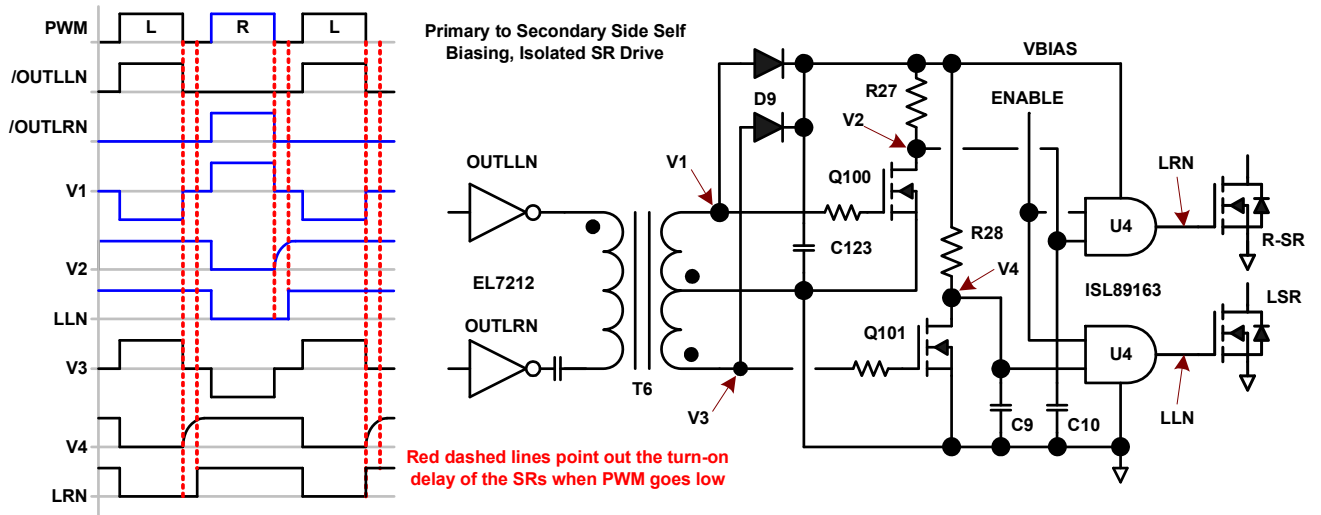 PWM
L
R
L
/OUTLLN
/OUTLRN
V1
V2
LLN
V3
V4
LRN
Primary to Secondary Side Self
Biasing, Isolated SR Drive
VBIAS
R27
ENABLE
D9
V2
V1
OUTLLN
Q100
LRN
U4
R-SR
C123
R28
V4
EL7212
ISL89163
LSR
OUTLRN
Q101
U4
T6
V3
C9
C10
LLN
Red dashed lines point out the turn-on
delay of the SRs when PWM goes low